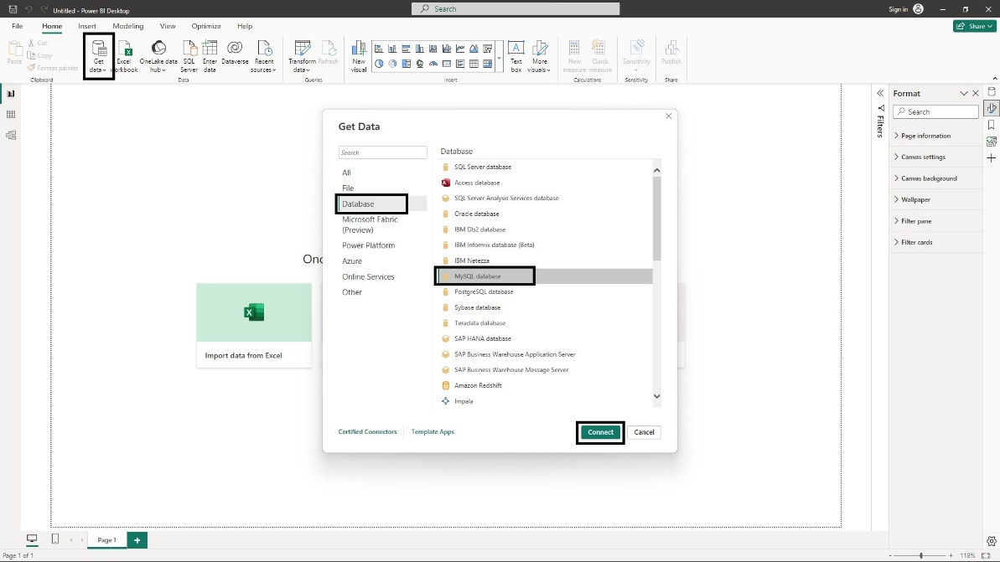 Untitled - Power BI Desktop
Search
Sign in
File
Home
Insert
Modeling
View
Optimize
Help
Share
Paste
Cut
Copy
Format painter
Clipboard
Get
data
Excel
workbook
OneLake data
hub
SQL
Server
Enter
data
Dataverse
Recent
sources
Data
Transform
data
Refresh
Queries
New
visual
Text
box
More
visuals
Insert
New
measure
Quick
measure
Calculations
Sensitivity
Sensitivity
Publish
Share
Onc
Import data from Excel
Get Data
Search
All
File
Database
Microsoft Fabric
(Preview)
Power Platform
Azure
Online Services
Other
Database
SQL Server database
Access database
SQL Server Analysis Services database
Oracle database
IBM Db2 database
IBM Informix database (Beta)
IBM Netezza
MySQL database
PostgreSQL database
Sybase database
Teradata database
SAP HANA database
SAP Business Warehouse Application Server
SAP Business Warehouse Message Server
Amazon Redshift
Impala
Certified Connectors
Template Apps
Connect
Cancel
Filters
Format
Search
Page information
Canvas settings
Canvas background
Wallpaper
Filter pane
Filter cards
Page 1
Page 1 of 1
118%